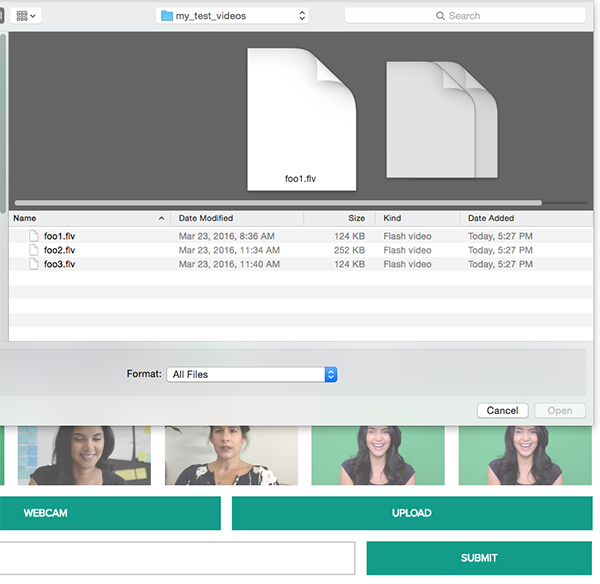 my_test_videos
Search
foo1.flv
Name Date Modified Size Kind Date Added
foo1.flv Mar 23, 2016, 8:36 AM 124 KB Flash video Today, 5:27 PM
foo2.flv Mar 23, 2016, 11:34 AM 252 KB Flash video Today, 5:27 PM
foo3.flv Mar 23, 2016, 11:40 AM 124 KB Flash video Today, 5:27 PM
Format: All Files
Cancel Open
WEBCAM UPLOAD
SUBMIT